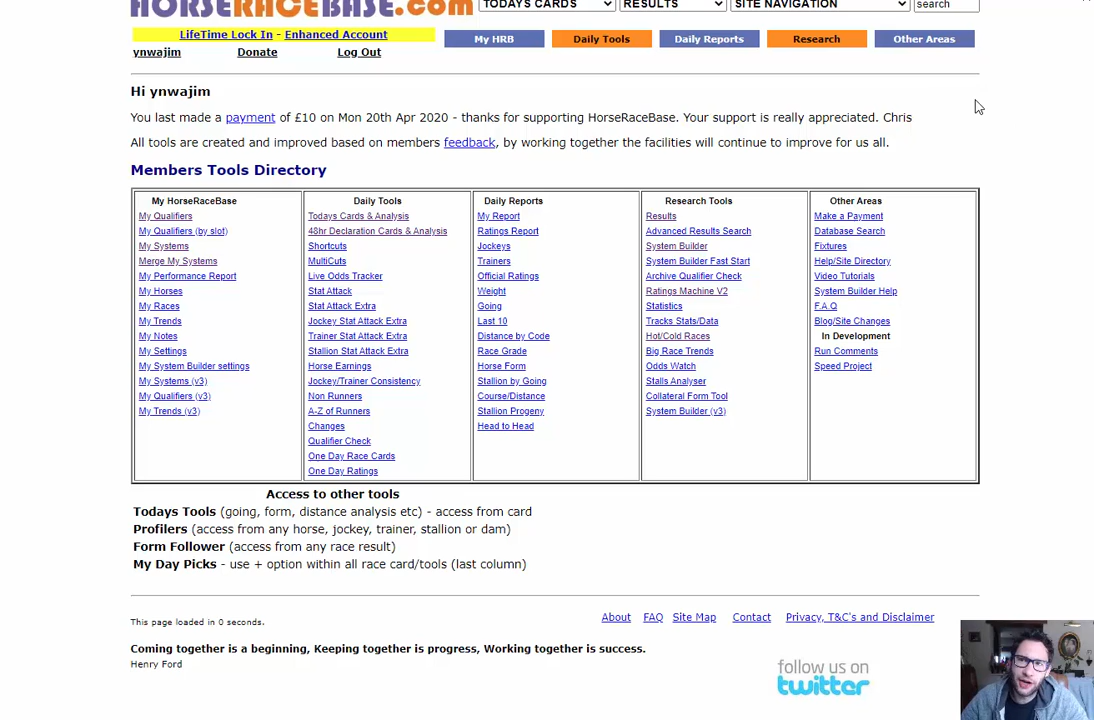 HORSERACEBASE.com
TODAYS CARDS
RESULTS
SITE NAVIGATION
search
LifeTime Lock In - Enhanced Account
My HRB
Daily Tools
Daily Reports
Research
Other Areas
ynwajim
Donate
Log Out
Hi ynwajim
You last made a payment of £10 on Mon 20th Apr 2020 - thanks for supporting HorseRaceBase. Your support is really appreciated. Chris
All tools are created and improved based on members feedback, by working together the facilities will continue to improve for us all.
Members Tools Directory
My HorseRaceBase
My Qualifiers
My Qualifiers (by slot)
My Systems
Merge My Systems
My Performance Report
My Horses
My Races
My Trends
My Notes
My Settings
My System Builder settings
My Systems (v3)
My Qualifiers (v3)
My Trends (v3)
Daily Tools
Todays Cards & Analysis
48hr Declaration Cards & Analysis
Shortcuts
MultiCuts
Live Odds Tracker
Stat Attack
Stat Attack Extra
Jockey Stat Attack Extra
Trainer Stat Attack Extra
Stallion Stat Attack Extra
Horse Earnings
Jockey/Trainer Consistency
Non Runners
A-Z of Runners
Changes
Qualifier Check
One Day Race Cards
One Day Ratings
Daily Reports
My Report
Ratings Report
Jockeys
Trainers
Official Ratings
Weight
Going
Last 10
Distance by Code
Race Grade
Horse Form
Stallion by Going
Course/Distance
Stallion Progeny
Head to Head
Research Tools
Results
Advanced Results Search
System Builder
System Builder Fast Start
Archive Qualifier Check
Ratings Machine V2
Statistics
Tracks Stats/Data
Hot/Cold Races
Big Race Trends
Odds Watch
Stalls Analyser
Collateral Form Tool
System Builder (v3)
Other Areas
Make a Payment
Database Search
Fixtures
Help/Site Directory
Video Tutorials
System Builder Help
F.A.Q
Blog/Site Changes
In Development
Run Comments
Speed Project
Access to other tools
Todays Tools (going, form, distance analysis etc) - access from card
Profilers (access from any horse, jockey, trainer, stallion or dam)
Form Follower (access from any race result)
My Day Picks - use + option within all race card/tools (last column)
This page loaded in 0 seconds.
About
FAQ
Site Map
Contact
Privacy, T&C's and Disclaimer
Coming together is a beginning, Keeping together is progress, Working together is success.
Henry Ford
follow us on
twitter